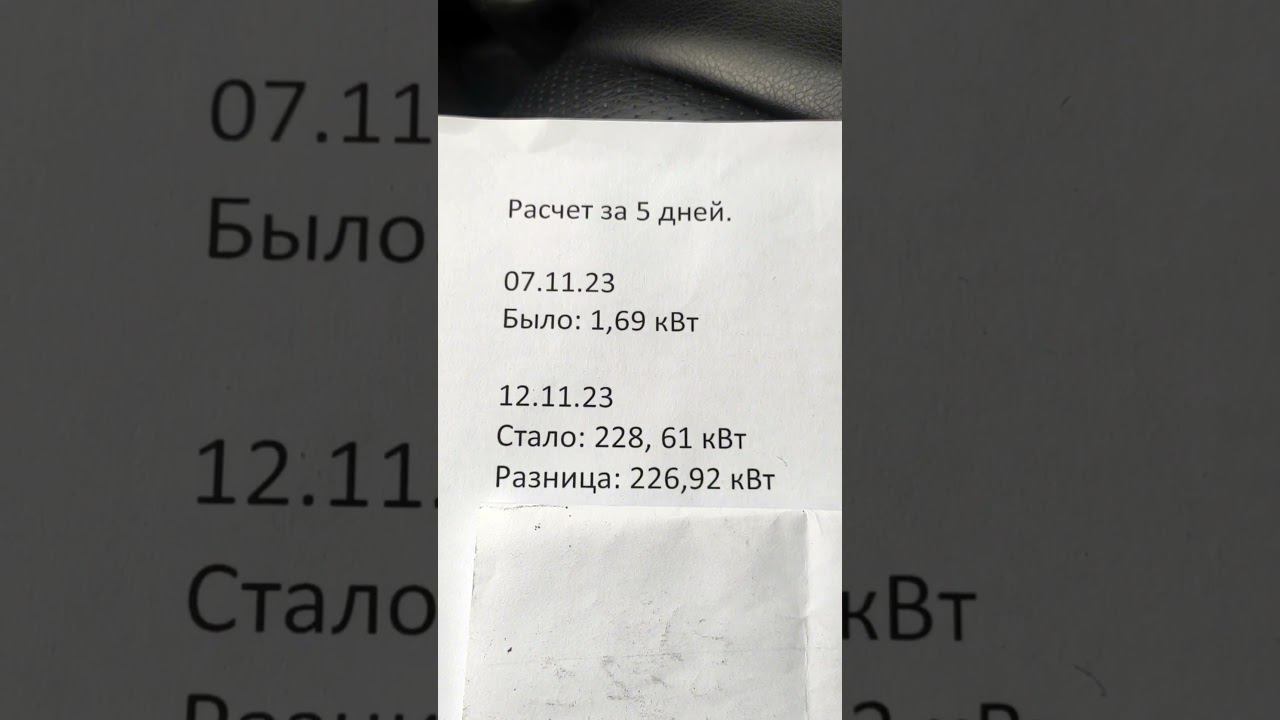 Расчет за 5 дней.
07.11.23
Было: 1,69 кВт
12.11.23
Стало: 228, 61 кВт
Разница: 226,92 кВт